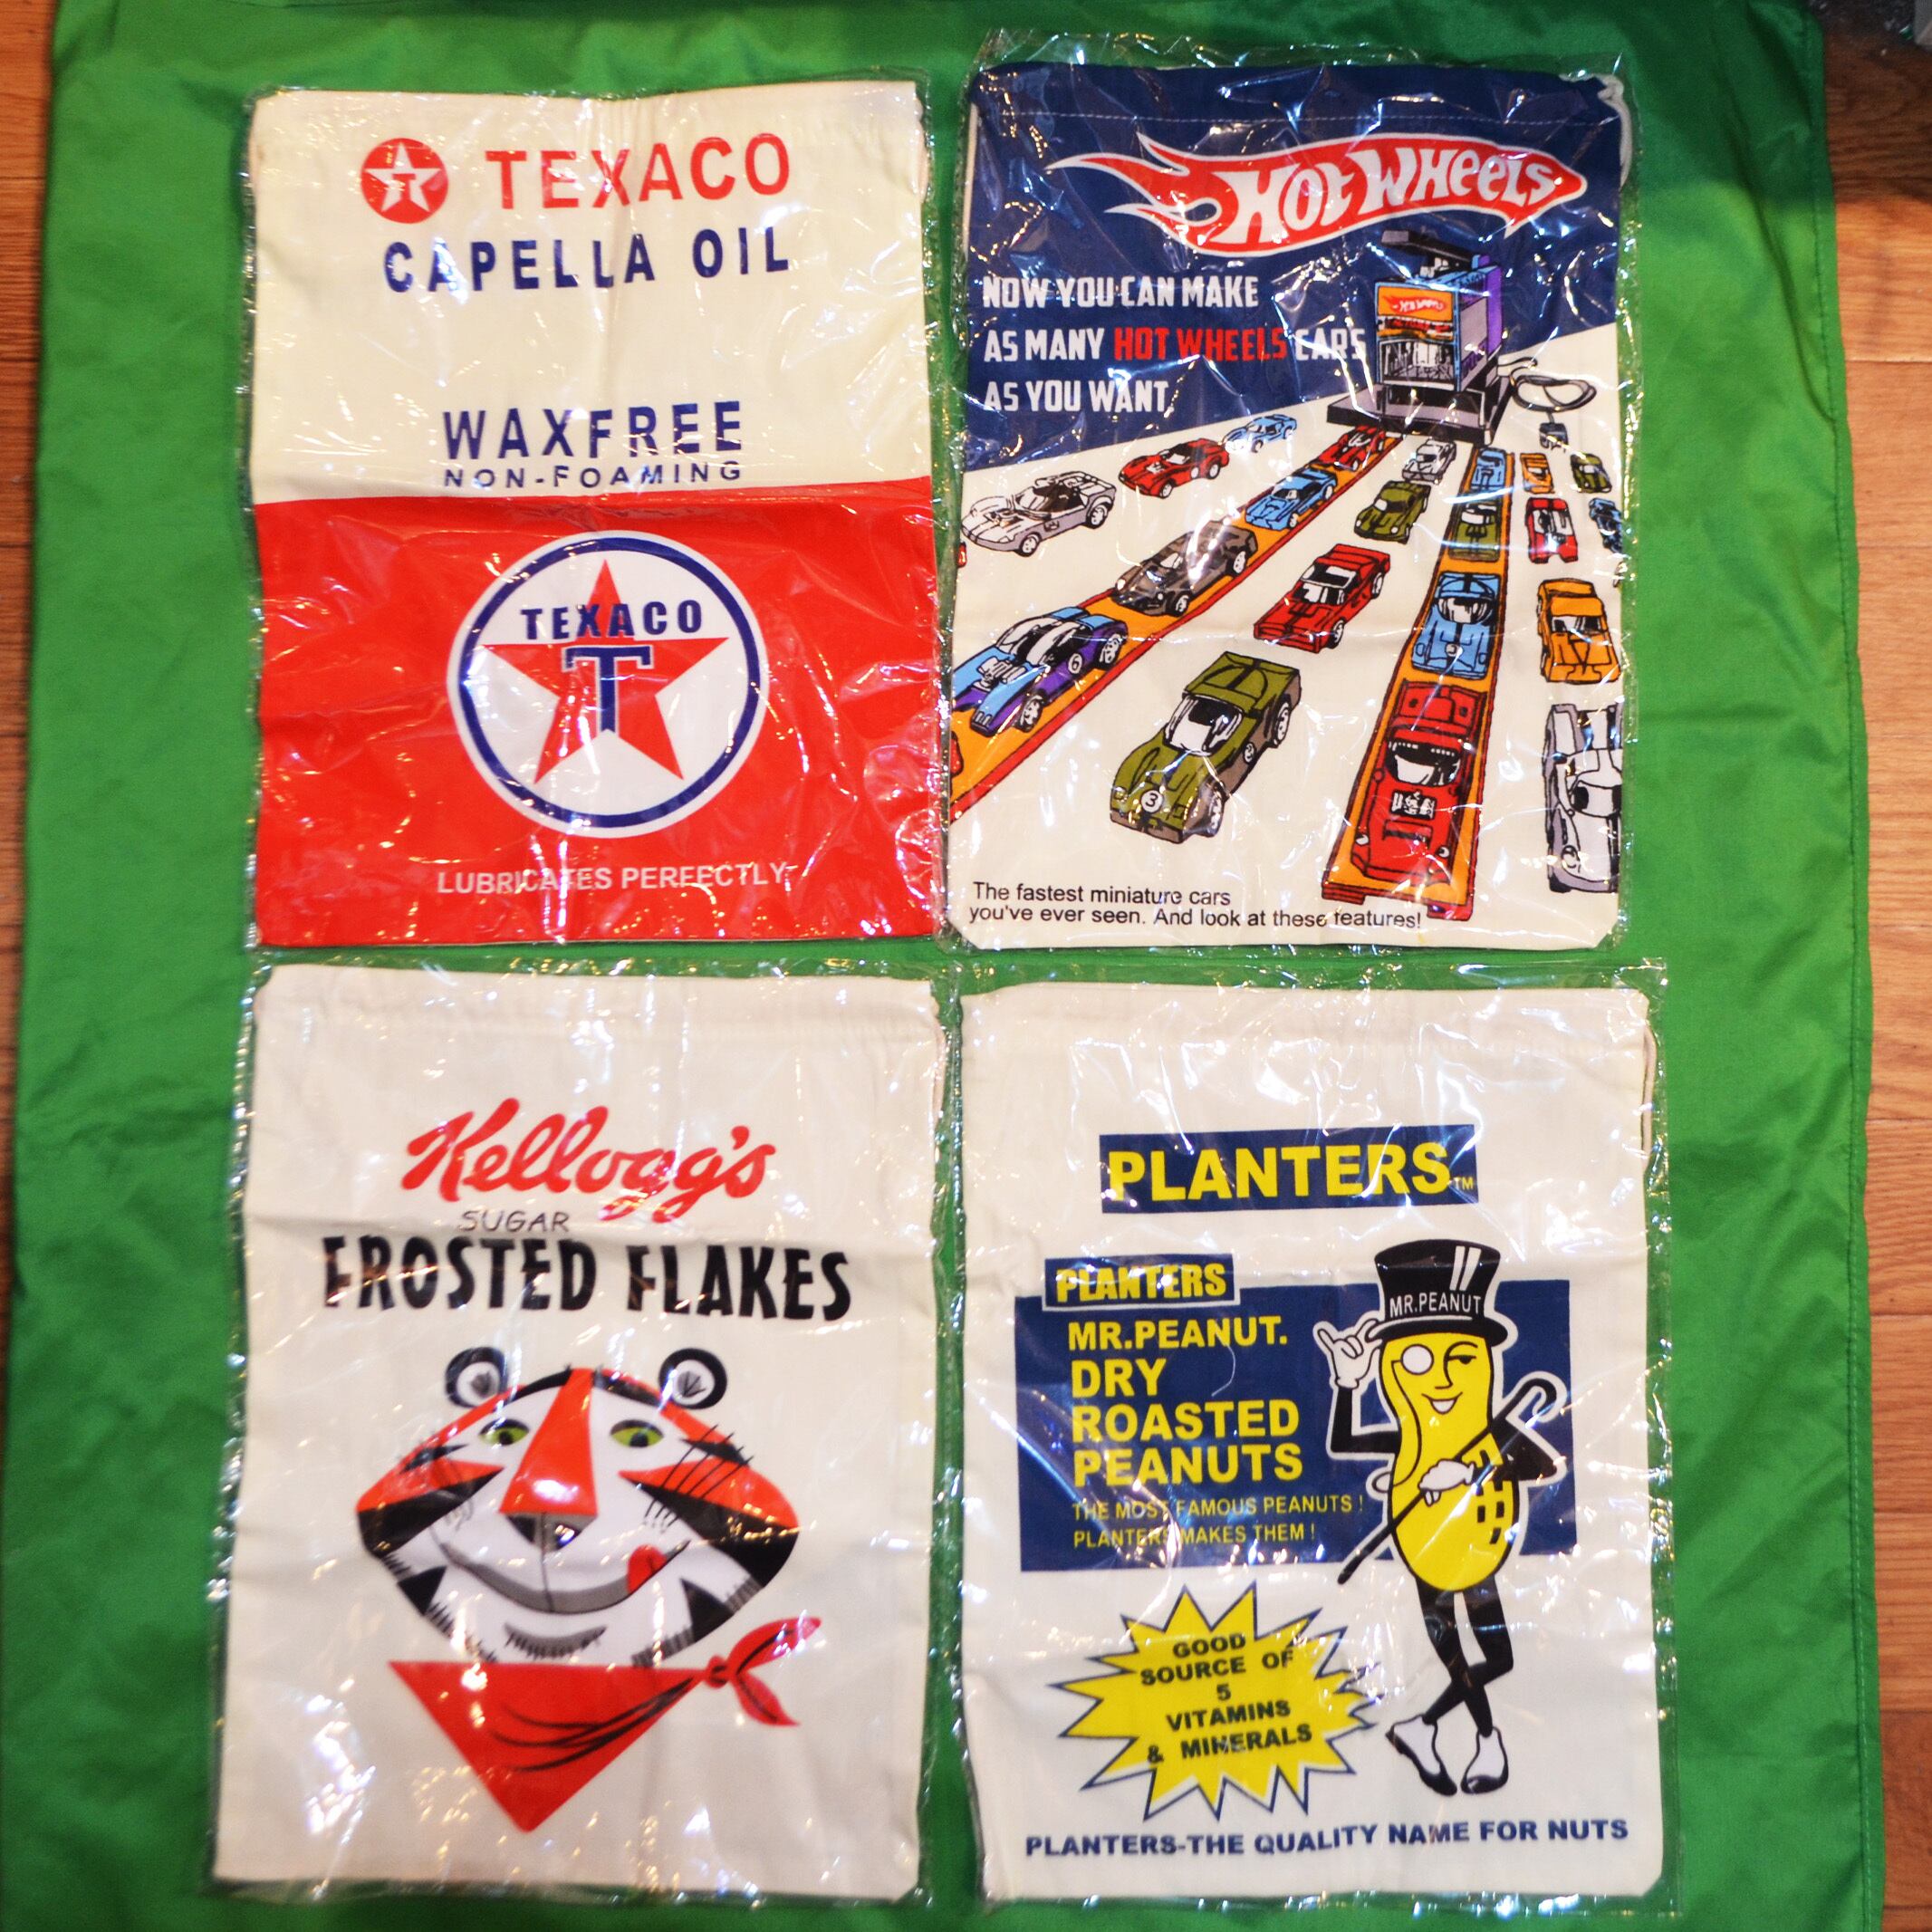 T
TEXACO
CAPELLA OIL
WAXFREE
NON-FOAMING
TEXACO
T
LUBRICATES PERFECTLY
HOT WHEELS
NOW YOU CAN MAKE
AS MANY HOT WHEELS CARS
AS YOU WANT
6
3
The fastest miniature cars
you've ever seen. And look at these features!
Kellogg's
SUGAR
FROSTED FLAKES
PLANTERS TM
PLANTERS
MR.PEANUT.
DRY
ROASTED
PEANUTS
THE MOST FAMOUS PEANUTS !
PLANTERS MAKES THEM !
MR.PEANUT
GOOD
SOURCE OF
5
VITAMINS
& MINERALS
PLANTERS-THE QUALITY NAME FOR NUTS